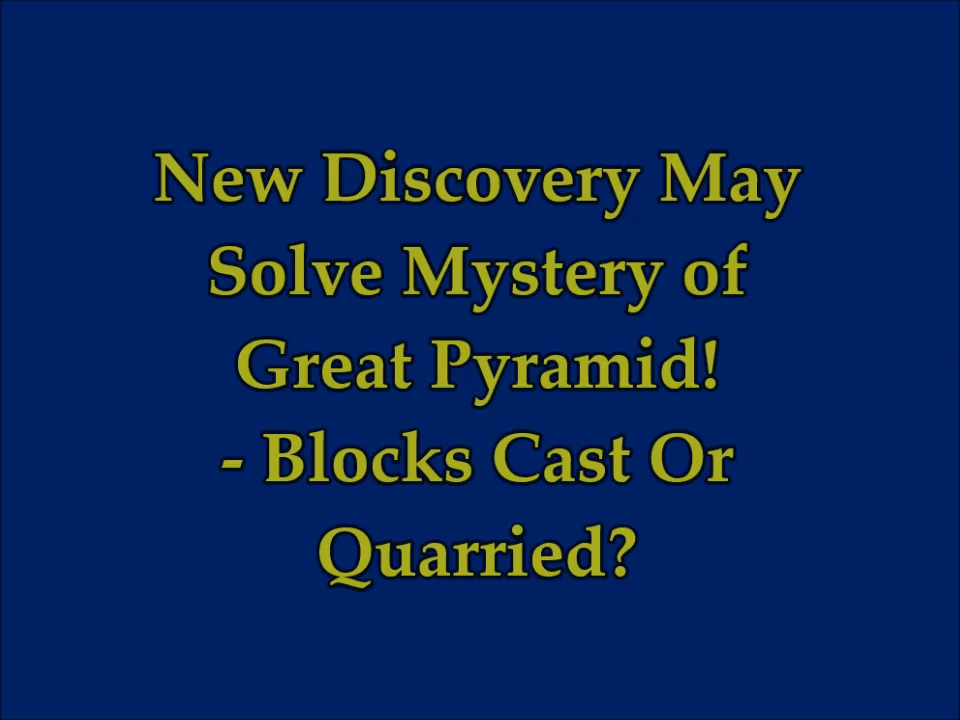 New Discovery May
Solve Mystery of
Great Pyramid!
- Blocks Cast Or
Quarried?